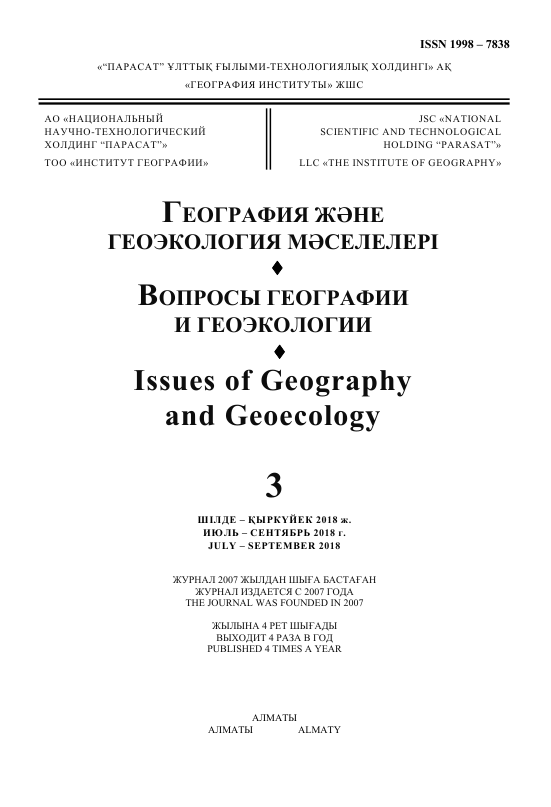 ISSN 1998 – 7838
«“ПАРАСАТ” ҰЛТТЫҚ ҒЫЛЫМИ-ТЕХНОЛОГИЯЛЫҚ ХОЛДИНГІ» АҚ
«ГЕОГРАФИЯ ИНСТИТУТЫ» ЖШС
АО «НАЦИОНАЛЬНЫЙ
НАУЧНО-ТЕХНОЛОГИЧЕСКИЙ
ХОЛДИНГ “ПАРАСАТ”»
ТОО «ИНСТИТУТ ГЕОГРАФИИ»
JSC «NATIONAL
SCIENTIFIC AND TECHNOLOGICAL
HOLDING “PARASAT”»
LLC «THE INSTITUTE OF GEOGRAPHY»
ГЕОГРАФИЯ ЖӘНЕ
ГЕОЭКОЛОГИЯ МӘСЕЛЕЛЕРІ
ВОПРОСЫ ГЕОГРАФИИ
И ГЕОЭКОЛОГИИ
Issues of Geography
and Geoecology
3
ШІЛДЕ – ҚЫРКҮЙЕК 2018 ж.
ИЮЛЬ – СЕНТЯБРЬ 2018 г.
JULY – SEPTEMBER 2018
ЖУРНАЛ 2007 ЖЫЛДАН ШЫҒА БАСТАҒАН
ЖУРНАЛ ИЗДАЕТСЯ С 2007 ГОДА
THE JOURNAL WAS FOUNDED IN 2007
ЖЫЛЫНА 4 РЕТ ШЫҒАДЫ
ВЫХОДИТ 4 РАЗА В ГОД
PUBLISHED 4 TIMES A YEAR
АЛМАТЫ
АЛМАТЫ ALMATY